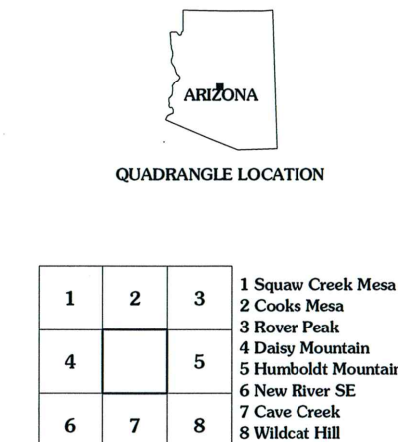 ARIZONA
QUADRANGLE LOCATION
1 2 3
4 5
6 7 8
1 Squaw Creek Mesa
2 Cooks Mesa
3 Rover Peak
4 Daisy Mountain
5 Humboldt Mountain
6 New River SE
7 Cave Creek
8 Wildcat Hill